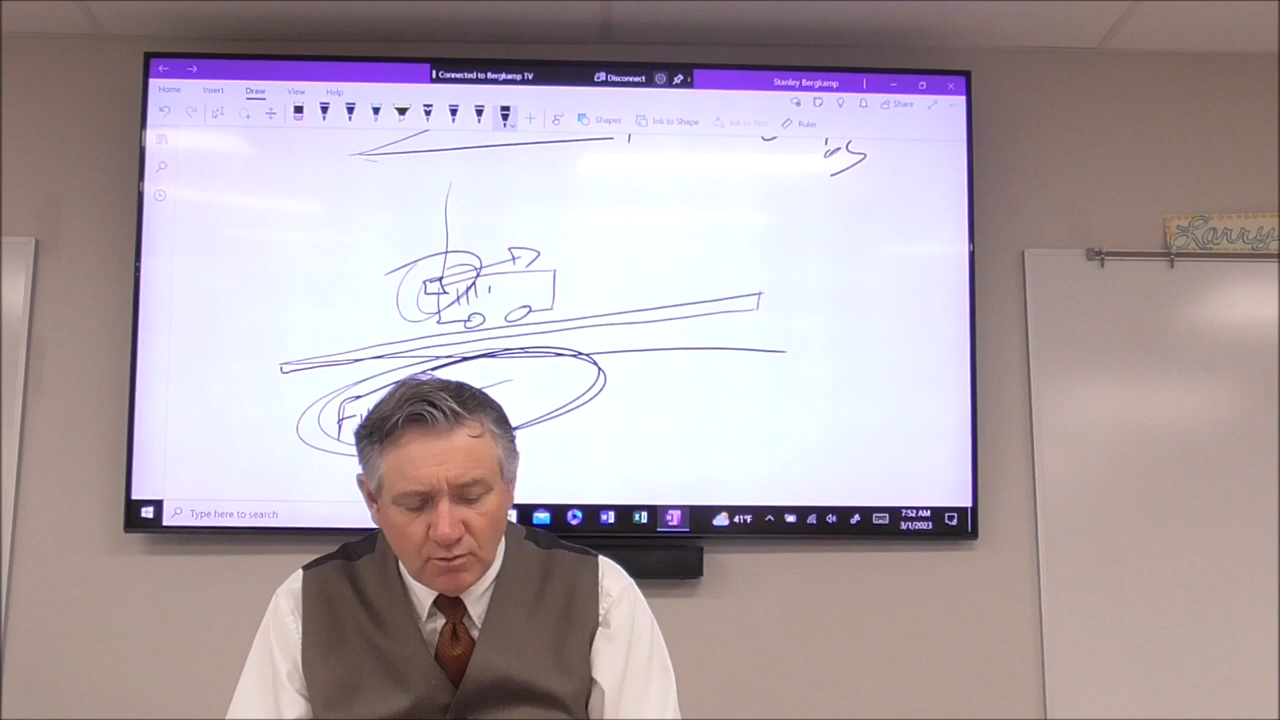 Connected to Bergkamp TV
Disconnect
Stanley Bergkamp
Home Insert Draw View Help
Share
Shapes Ink to Shape Ink to Text Ruler
Larry
Type here to search
41°F
7:52 AM
3/1/2023